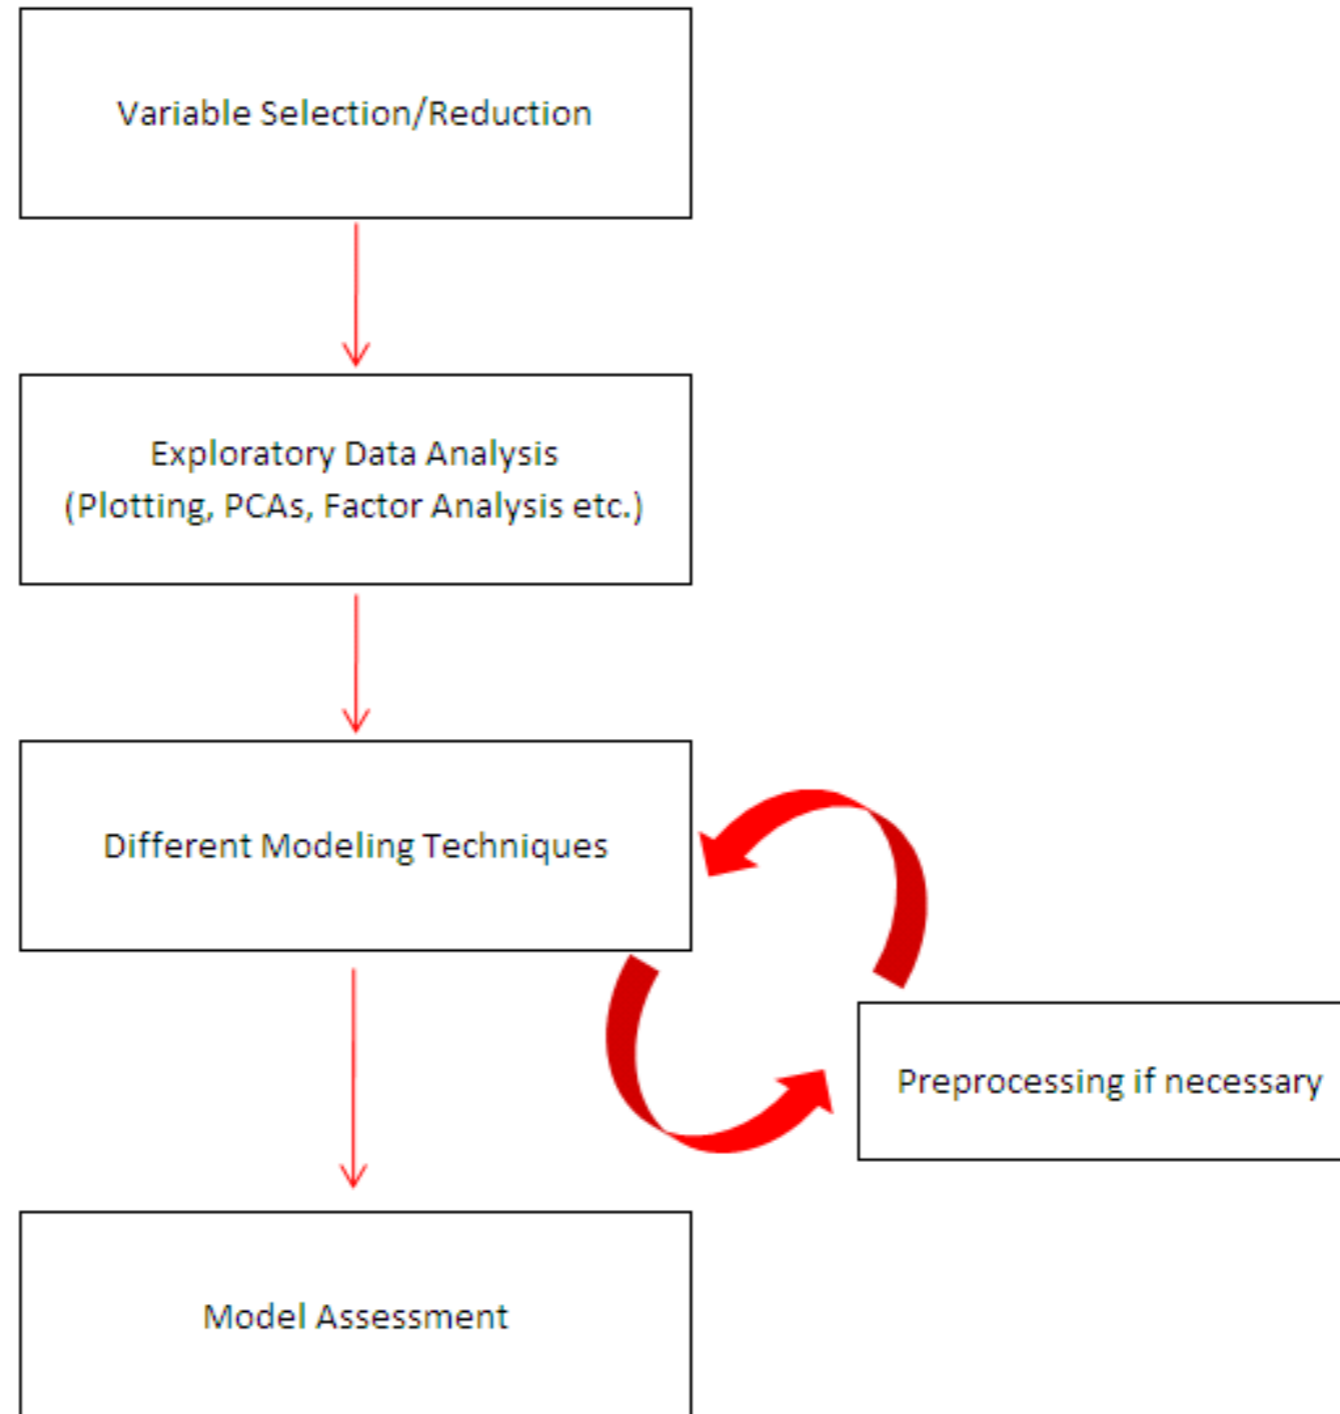 Variable Selection/Reduction
Exploratory Data Analysis
(Plotting, PCAs, Factor Analysis etc.)
Different Modeling Techniques
Preprocessing if necessary
Model Assessment